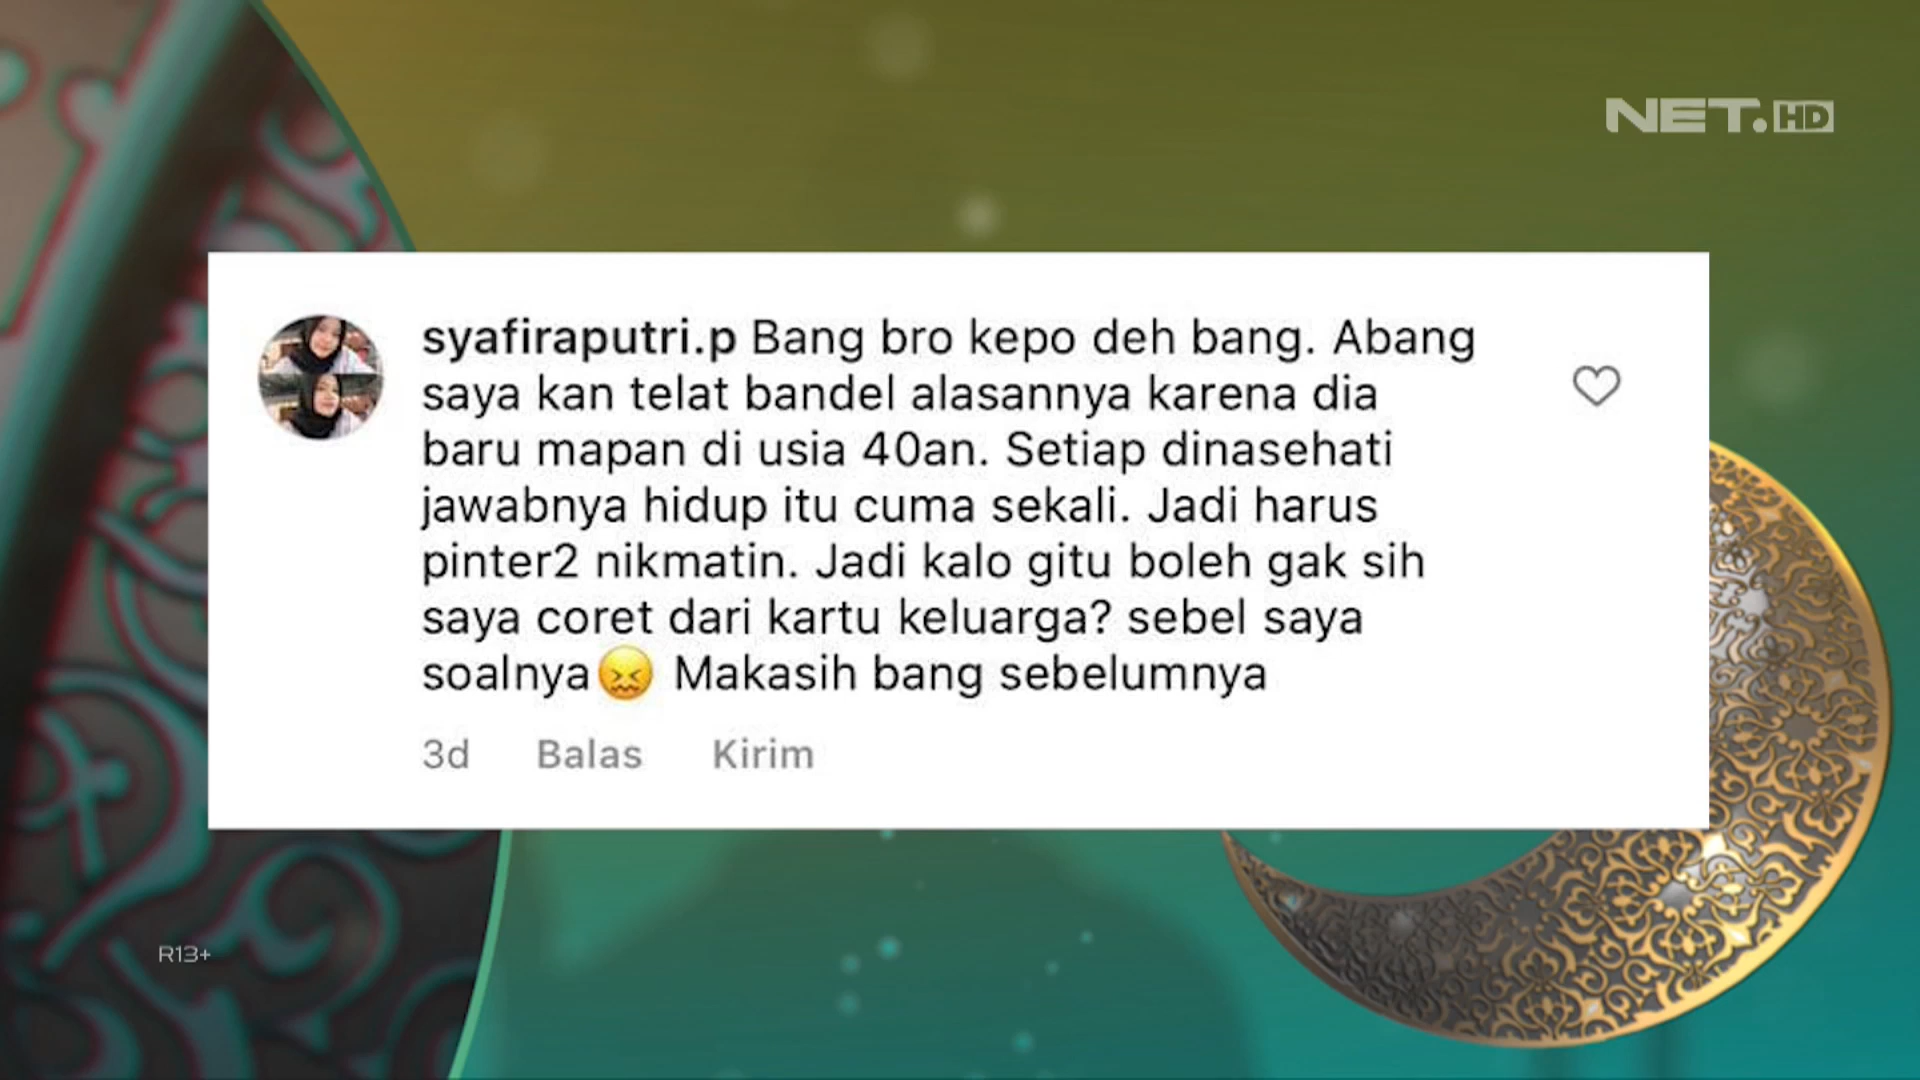 NET. HD
syafiraputri.p Bang bro kepo deh bang. Abang
saya kan telat bandel alasannya karena dia
baru mapan di usia 40an. Setiap dinasehati
jawabnya hidup itu cuma sekali. Jadi harus
pinter2 nikmatin. Jadi kalo gitu boleh gak sih
saya coret dari kartu keluarga? sebel saya
soalnya😖 Makasih bang sebelumnya
3d Balas Kirim
R13+